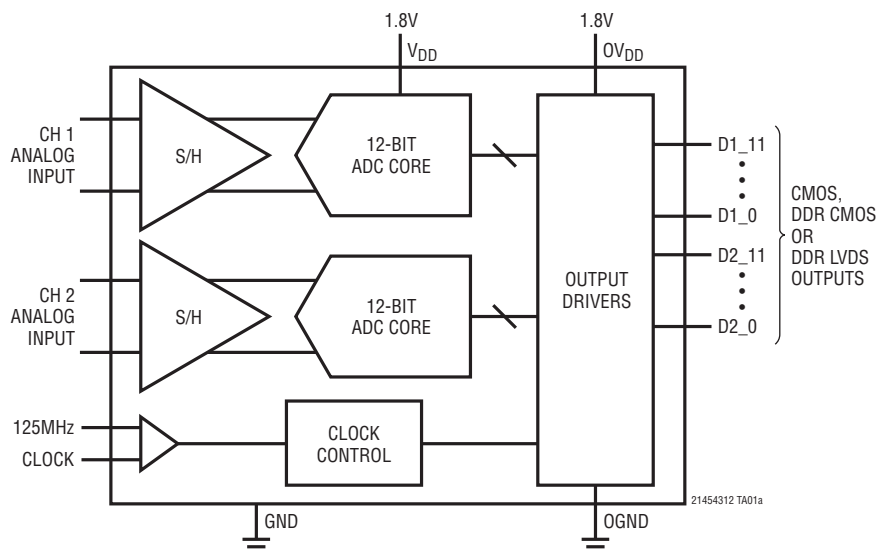 1.8V
1.8V
VDD
OVDD
CH 1
ANALOG
INPUT
S/H
12-BIT
ADC CORE
D1_11
D1_0
CH 2
ANALOG
INPUT
S/H
12-BIT
ADC CORE
OUTPUT
DRIVERS
D2_11
D2_0
CMOS,
DDR CMOS
OR
DDR LVDS
OUTPUTS
125MHz
CLOCK
CLOCK
CONTROL
21454312 TA01a
GND
OGND